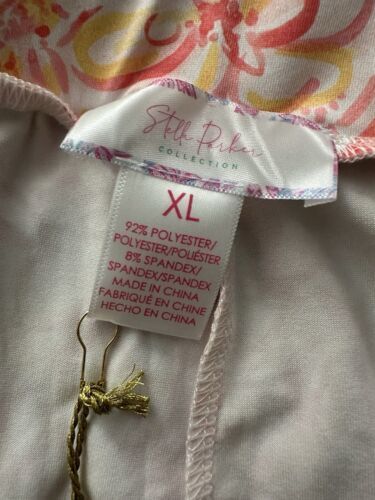 Stella Parker
COLLECTION
XL
92% POLYESTER/
POLYESTER/POLIÉSTER
8% SPANDEX/
SPANDEX/SPANDEX
MADE IN CHINA
FABRIQUÉ EN CHINE
HECHO EN CHINA